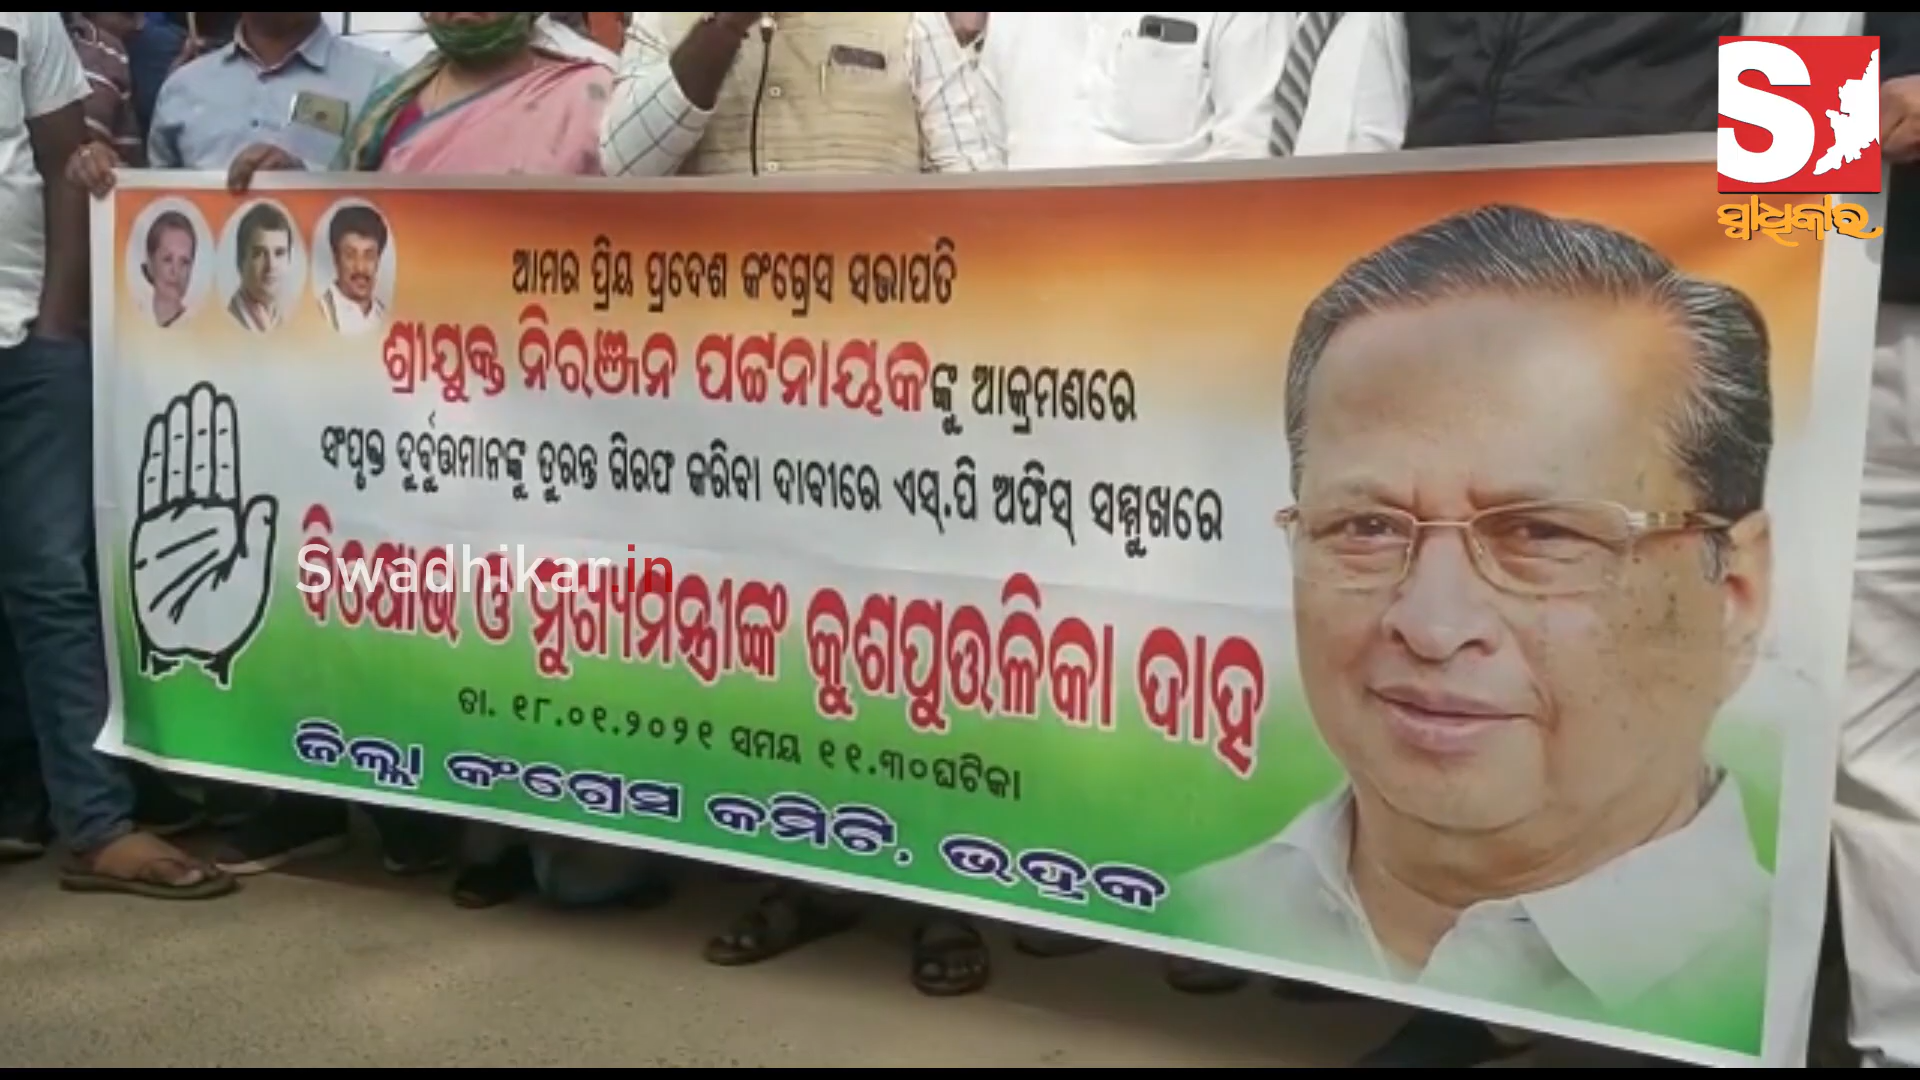 S
ସ୍ୱାଧିକାର
ଆମର ପ୍ରିୟ ପ୍ରଦେଶ କଂଗ୍ରେସ ସଭାପତି
ଶ୍ରୀଯୁକ୍ତ ନିରଞ୍ଜନ ପଟ୍ଟନାୟକଙ୍କୁ ଆକ୍ରମଣରେ
ସଂପୃକ୍ତ ଦୁର୍ବୁତ୍ତମାନଙ୍କୁ ତୁରନ୍ତ ଗିରଫ କରିବା ଦାବୀରେ ଏସ୍.ପି ଅଫିସ୍ ସମ୍ମୁଖରେ
ବିକ୍ଷୋଭ ଓ ମୁଖ୍ୟମନ୍ତ୍ରୀଙ୍କ କୁଶପୁତ୍ତଳିକା ଦାହ
Swadhikar.in
ତା. ୧୮.୦୧.୨୦୨୧ ସମୟ ୧୧.୩୦ଘଟିକା
ଜିଲ୍ଲା କଂଗ୍ରେସ କମିଟି, ଭଦ୍ରକ